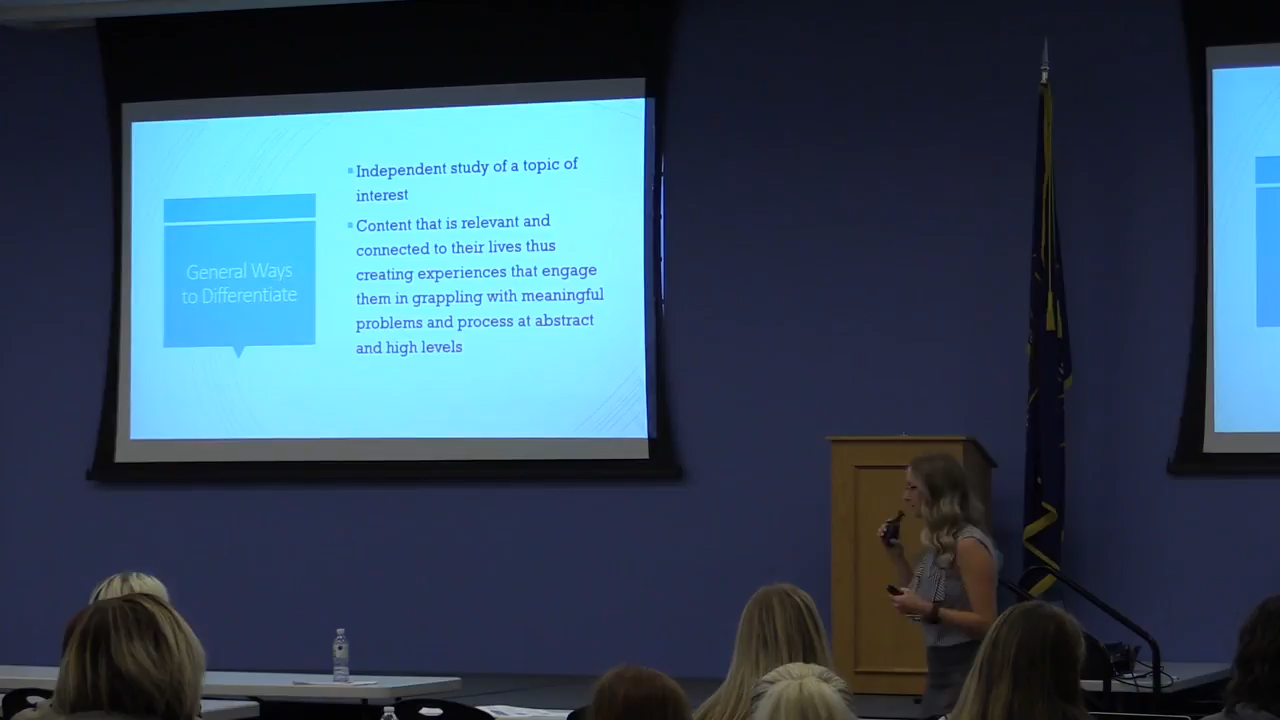 General Ways
to Differentiate
Independent study of a topic of
interest
Content that is relevant and
connected to their lives thus
creating experiences that engage
them in grappling with meaningful
problems and process at abstract
and high levels